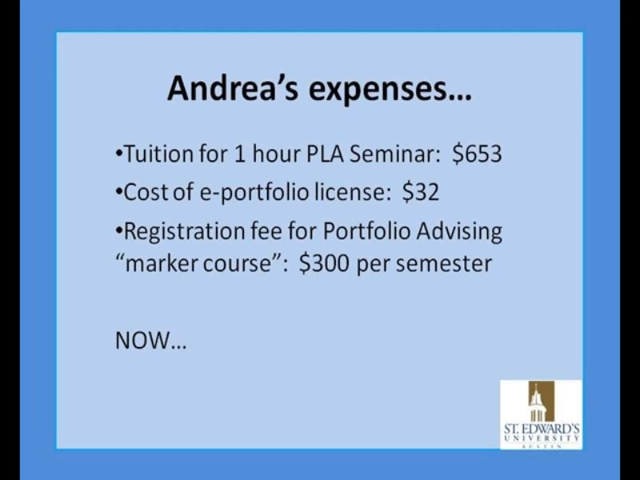 Andrea's expenses...
•Tuition for 1 hour PLA Seminar: $653
•Cost of e-portfolio license: $32
•Registration fee for Portfolio Advising
“marker course”: $300 per semester
NOW...
ST. EDWARD'S
UNIVERSITY
AUSTIN